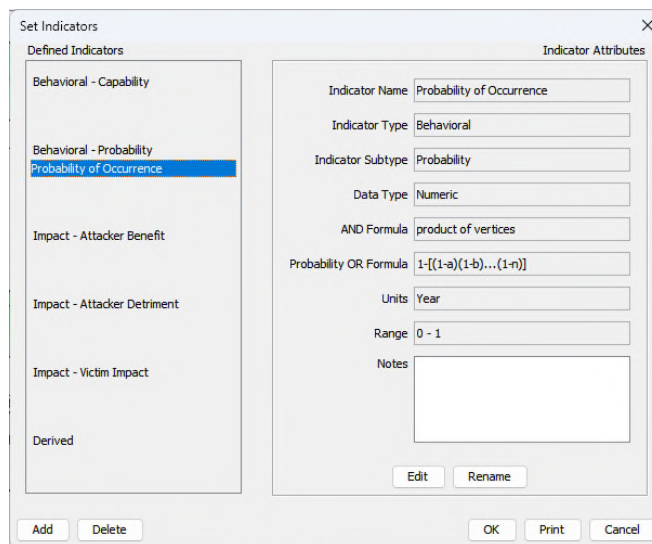 Set Indicators
Defined Indicators
Indicator Attributes
Behavioral - Capability
Behavioral - Probability
Probability of Occurrence
Impact - Attacker Benefit
Impact - Attacker Detriment
Impact - Victim Impact
Derived
Indicator Name Probability of Occurrence
Indicator Type Behavioral
Indicator Subtype Probability
Data Type Numeric
AND Formula product of vertices
Probability OR Formula 1-[(1-a)(1-b)...(1-n)]
Units Year
Range 0 - 1
Notes
Edit Rename
Add Delete OK Print Cancel